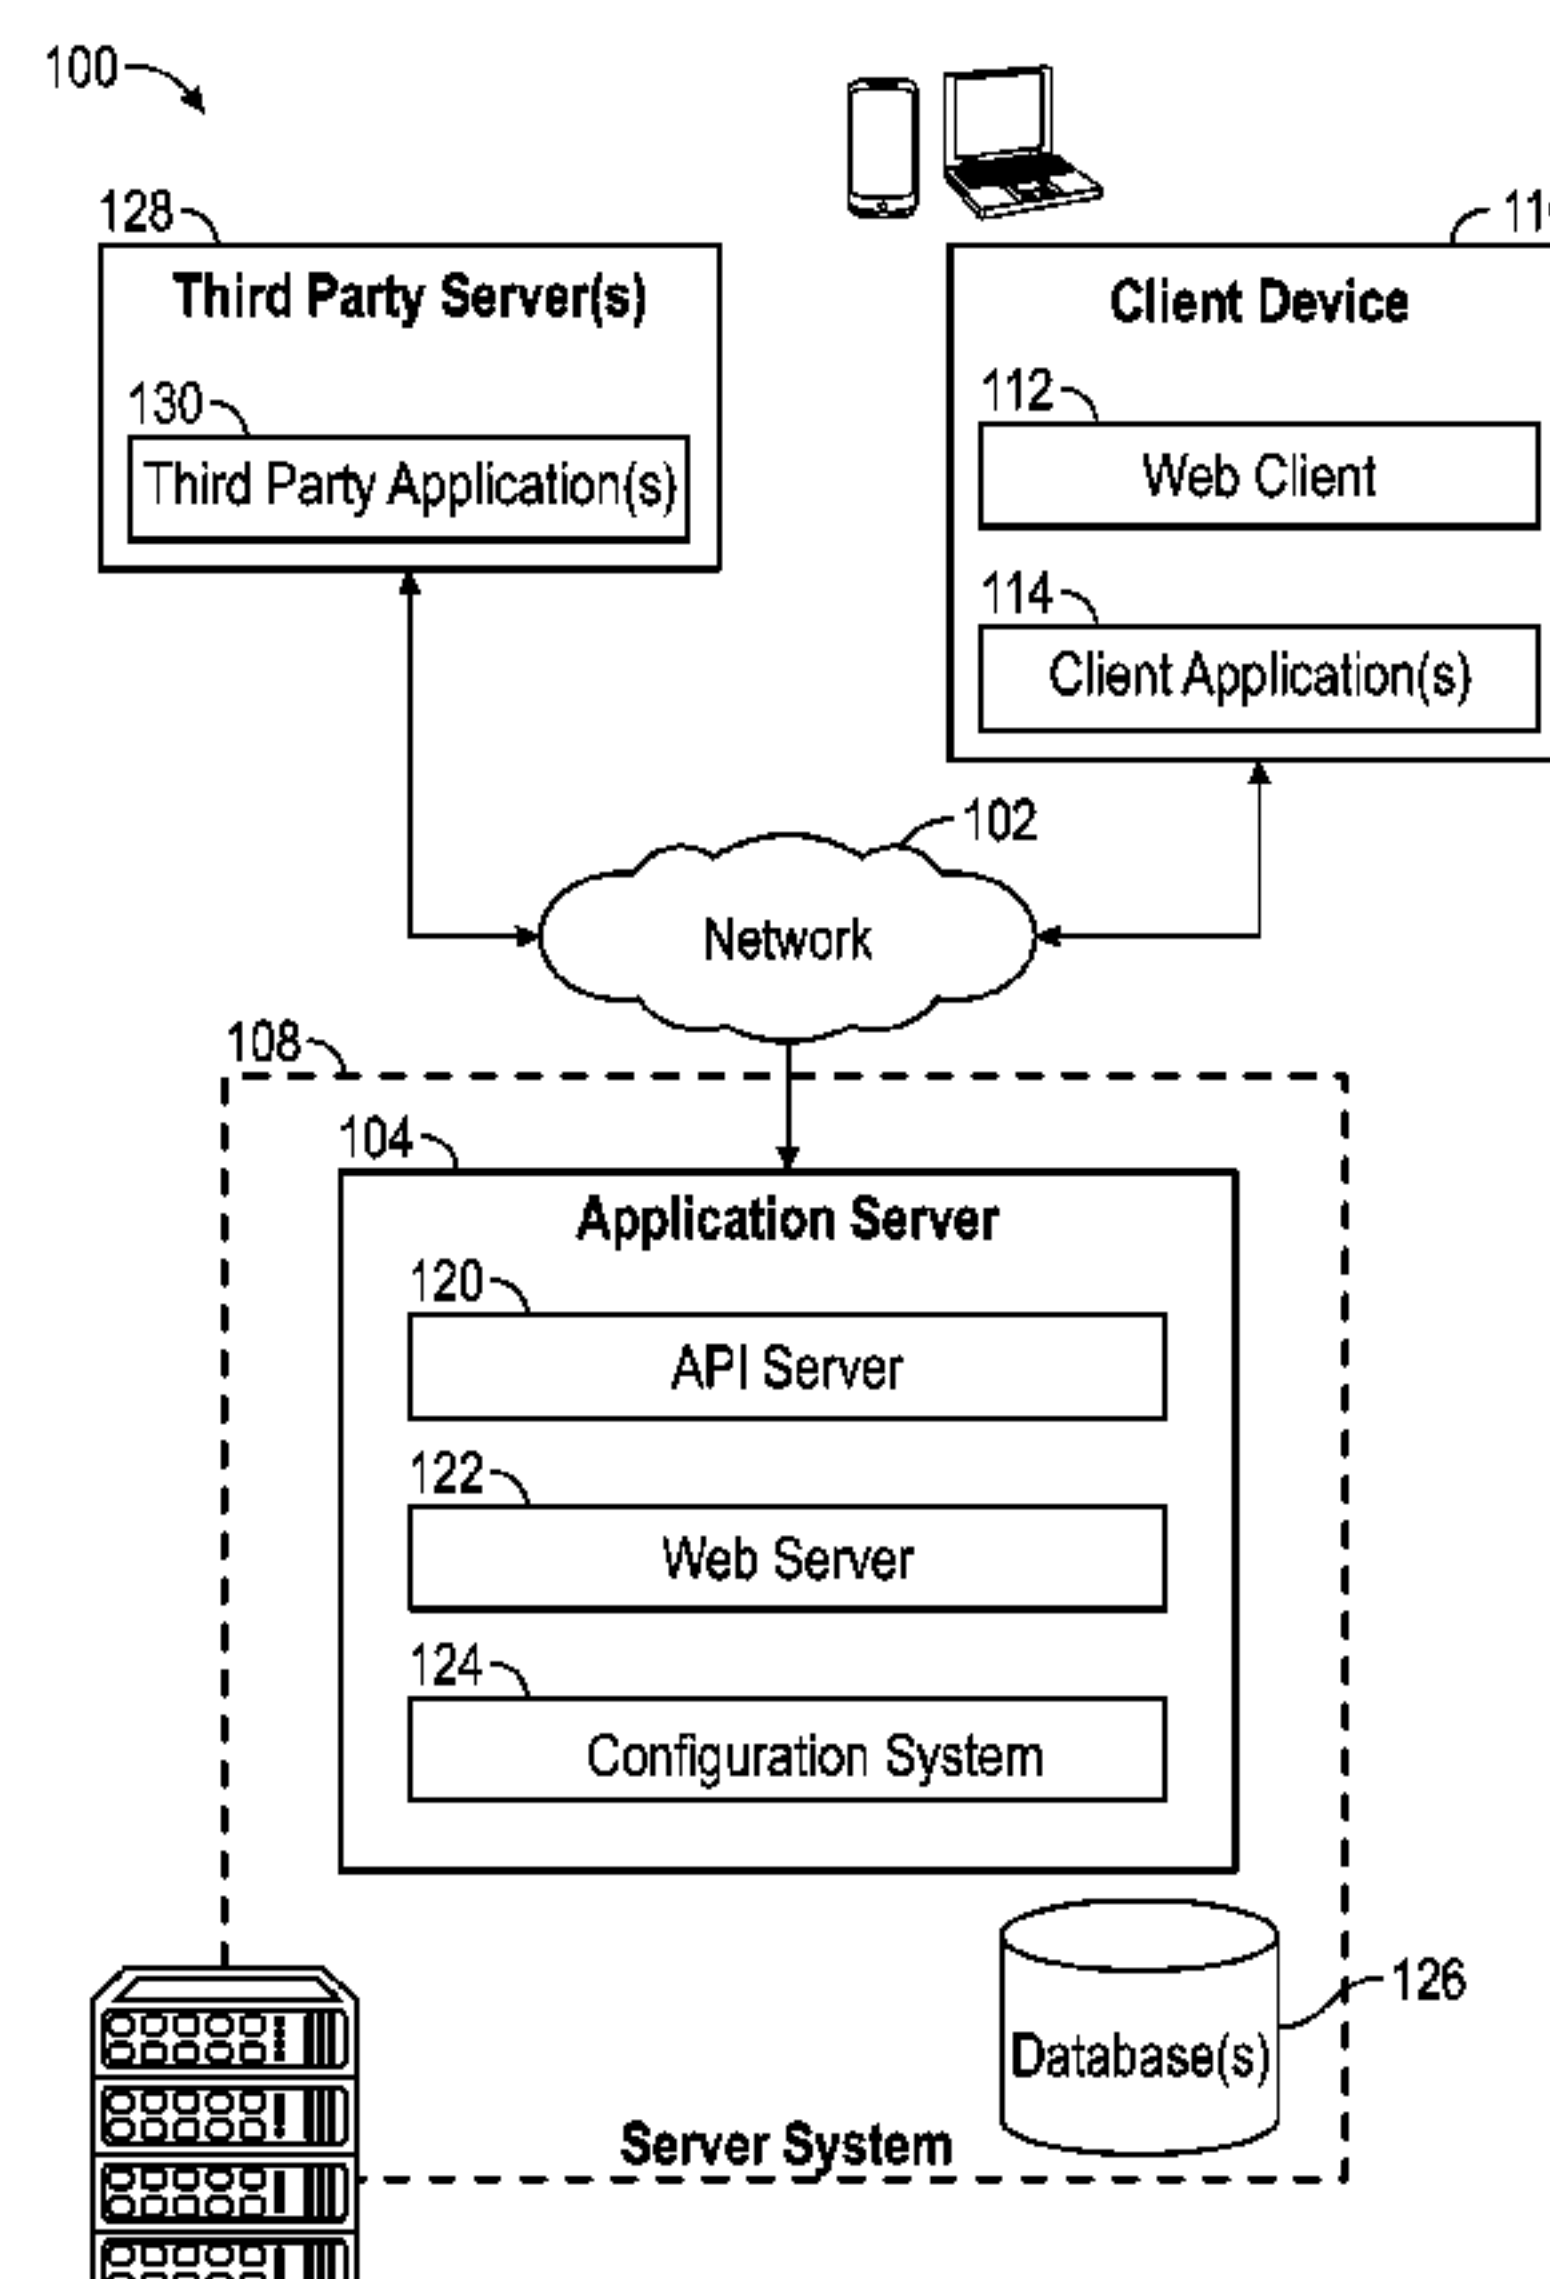 100
128
Third Party Server(s)
130
Third Party Application(s)
Client Device
112
Web Client
114
Client Application(s)
102
Network
108
104
Application Server
120
API Server
122
Web Server
124
Configuration System
126
Database(s)
Server System